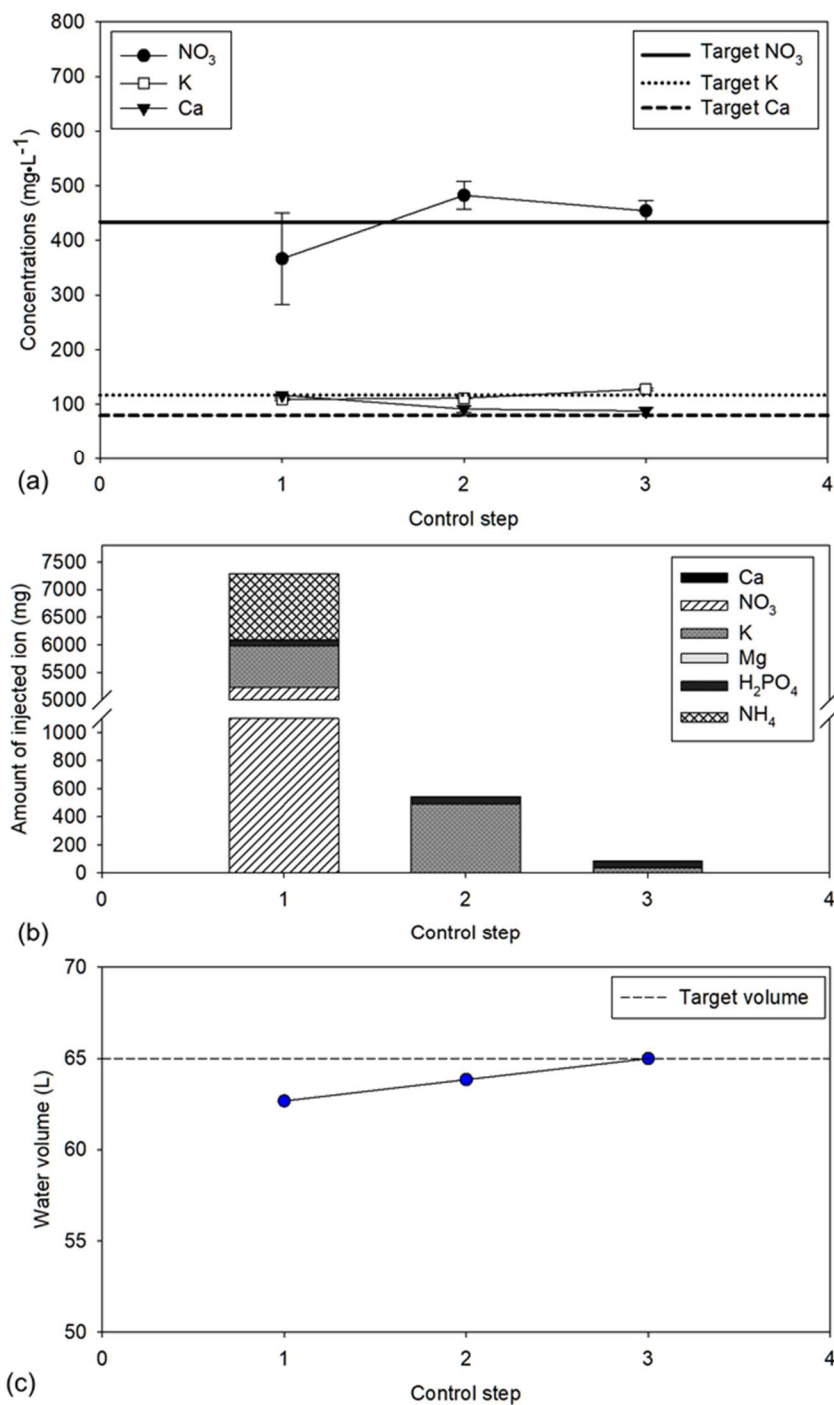 800
700
600
500
400
300
200
100
0
Concentrations (mg•L⁻¹)
NO₃
K
Ca
Target NO₃
Target K
Target Ca
0 1 2 3 4
Control step
(a)
7500
7000
6500
6000
5500
5000
1000
800
600
400
200
0
Amount of injected ion (mg)
Ca
NO₃
K
Mg
H₂PO₄
NH₄
0 1 2 3 4
Control step
(b)
70
65
60
55
50
Water volume (L)
Target volume
0 1 2 3 4
Control step
(c)